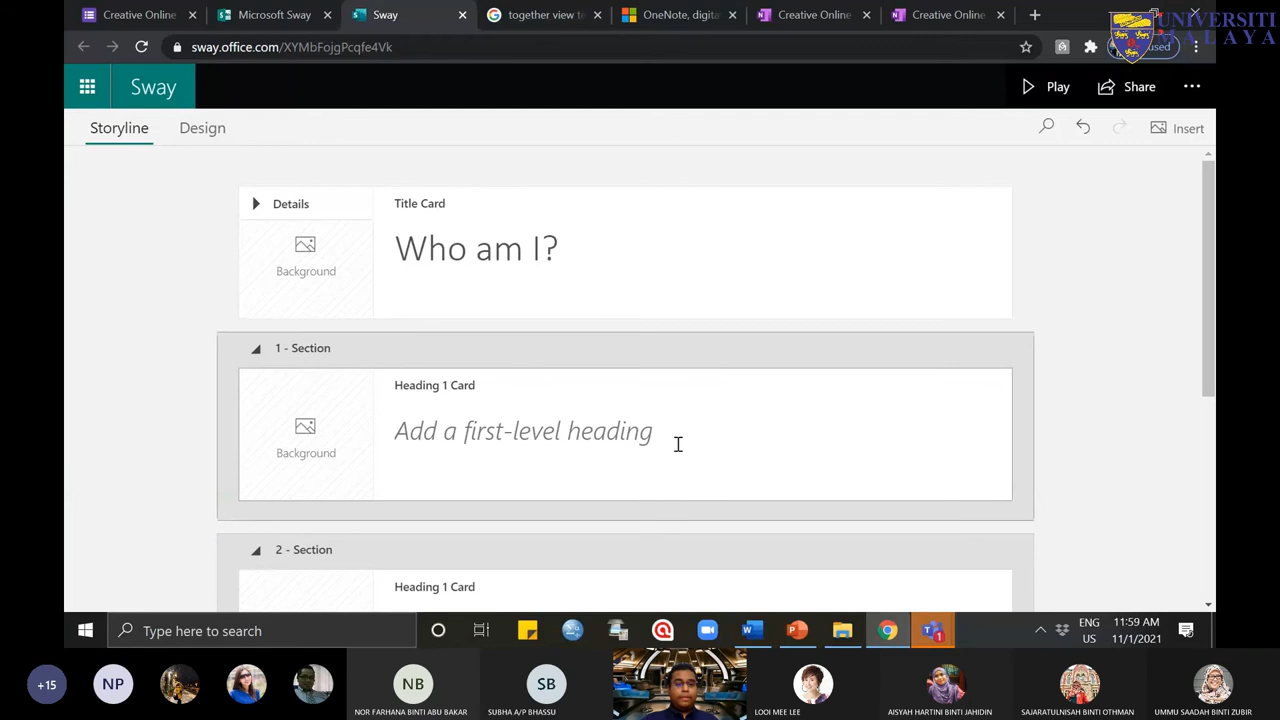 Creative Online
Microsoft Sway
Sway
together view te
OneNote, digita
Creative Online
Creative Online
UNIVERSITI
MALAYA
sway.office.com/XYMbFojgPcqfe4Vk
Sway
Play
Share
Storyline
Design
Insert
Details
Title Card
Who am I?
Background
1 - Section
Heading 1 Card
Add a first-level heading
Background
2 - Section
Heading 1 Card
Type here to search
1
ENG
US
11:59 AM
11/1/2021
+15
NP
NB
SB
NOR FARHANA BINTI ABU BAKAR
SUBHA A/P BHASSU
LOOI MEE LEE
AISYAH HARTINI BINTI JAHIDIN
SAJARATULNISAH BINTI OTHMAN
UMMU SAADAH BINTI ZUBIR